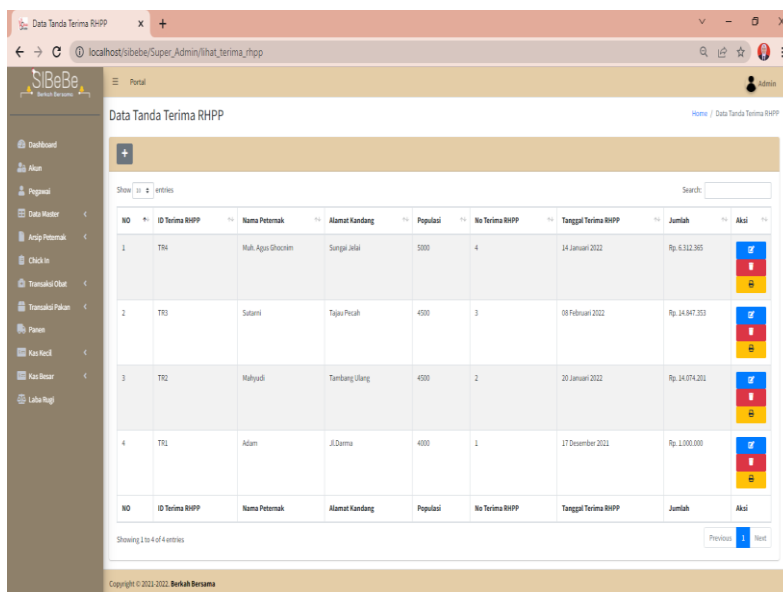 Data Tanda Terima RHPP
localhost/sibebe/Super_Admin/lihat_terima_rhpp
SIBeBe
Berkah Bersama
Portal
Admin
Data Tanda Terima RHPP
Home / Data Tanda Terima RHPP
Dashboard
Akun
Pegawai
Data Master
Arsip Peternak
Chick In
Transaksi Obat
Transaksi Pakan
Panen
Kas Kecil
Kas Besar
Laba Rugi
+
Show 10 entries
Search:
NO ID Terima RHPP Nama Peternak Alamat Kandang Populasi No Terima RHPP Tanggal Terima RHPP Jumlah Aksi
1 TR4 Muh. Agus Ghocnim Sungai Jelai 5000 4 14 Januari 2022 Rp. 6.312.365
2 TR3 Sutarni Tajau Pecah 4500 3 08 Februari 2022 Rp. 14.847.353
3 TR2 Mahyudi Tambang Ulang 4500 2 20 Januari 2022 Rp. 14.074.201
4 TR1 Adam Jl.Darma 4000 1 17 Desember 2021 Rp. 1.000.000
NO ID Terima RHPP Nama Peternak Alamat Kandang Populasi No Terima RHPP Tanggal Terima RHPP Jumlah Aksi
Showing 1 to 4 of 4 entries
Previous 1 Next
Copyright © 2021-2022. Berkah Bersama